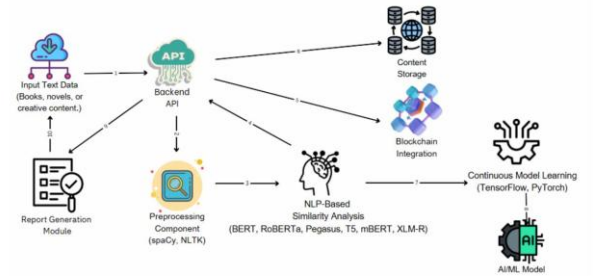 API
Content
Storage
Input Text Data
(Books, novels, or
creative content.)
Backend
API
Blockchain
Integration
Report Generation
Module
Preprocessing
Component
(spaCy, NLTK)
NLP-Based
Similarity Analysis
(BERT, RoBERTa, Pegasus, T5, mBERT, XLM-R)
Continuous Model Learning
(TensorFlow, PyTorch)
AI
AI/ML Model